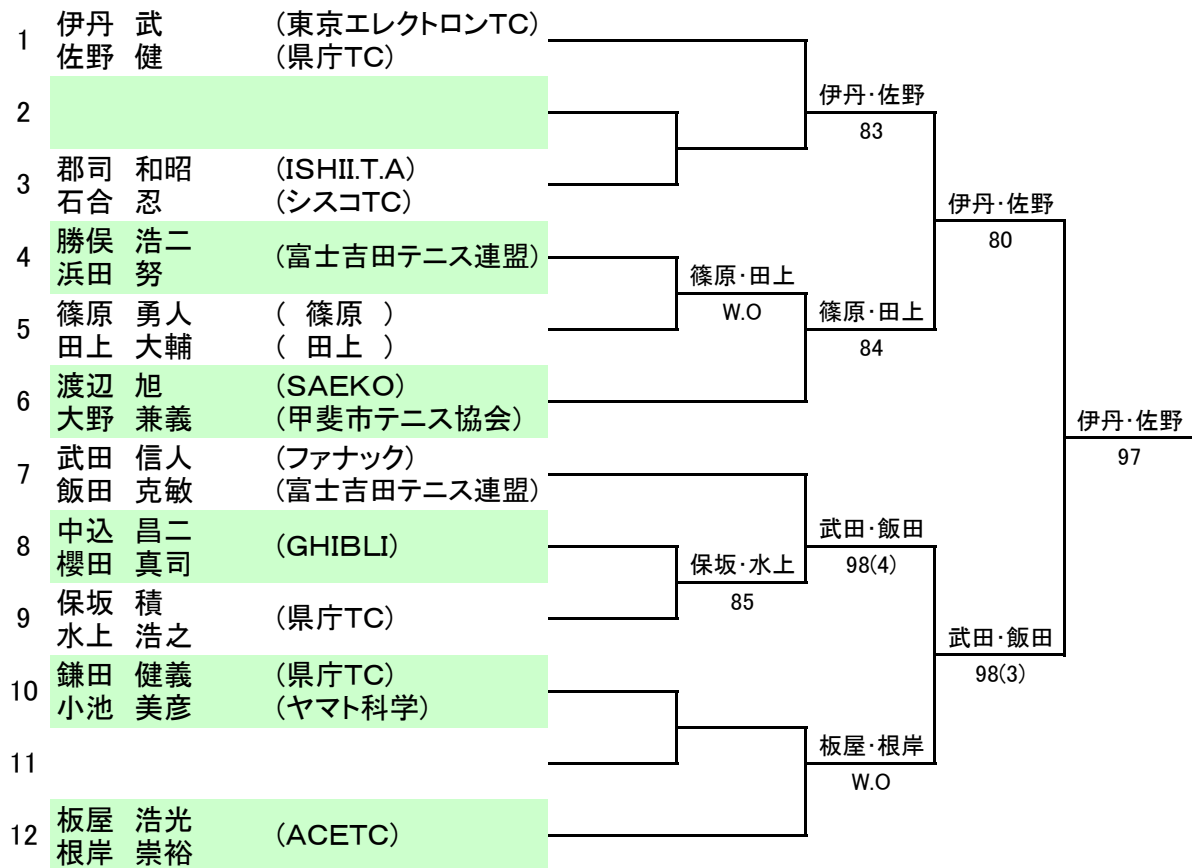 1 伊丹 武 (東京エレクトロンTC)
佐野 健 (県庁TC)
2
3 郡司 和昭 (ISHII.T.A)
石合 忍 (シスコTC)
4 勝俣 浩二 (富士吉田テニス連盟)
浜田 努
5 篠原 勇人 ( 篠原 )
田上 大輔 ( 田上 )
6 渡辺 旭 (SAEKO)
大野 兼義 (甲斐市テニス協会)
7 武田 信人 (ファナック)
飯田 克敏 (富士吉田テニス連盟)
8 中込 昌二 (GHIBLI)
櫻田 真司
9 保坂 積 (県庁TC)
水上 浩之
10 鎌田 健義 (県庁TC)
小池 美彦 (ヤマト科学)
11
12 板屋 浩光 (ACETC)
根岸 崇裕
篠原・田上
W.O
保坂・水上
85
伊丹・佐野
83
篠原・田上
84
武田・飯田
98(4)
板屋・根岸
W.O
伊丹・佐野
80
武田・飯田
98(3)
伊丹・佐野
97